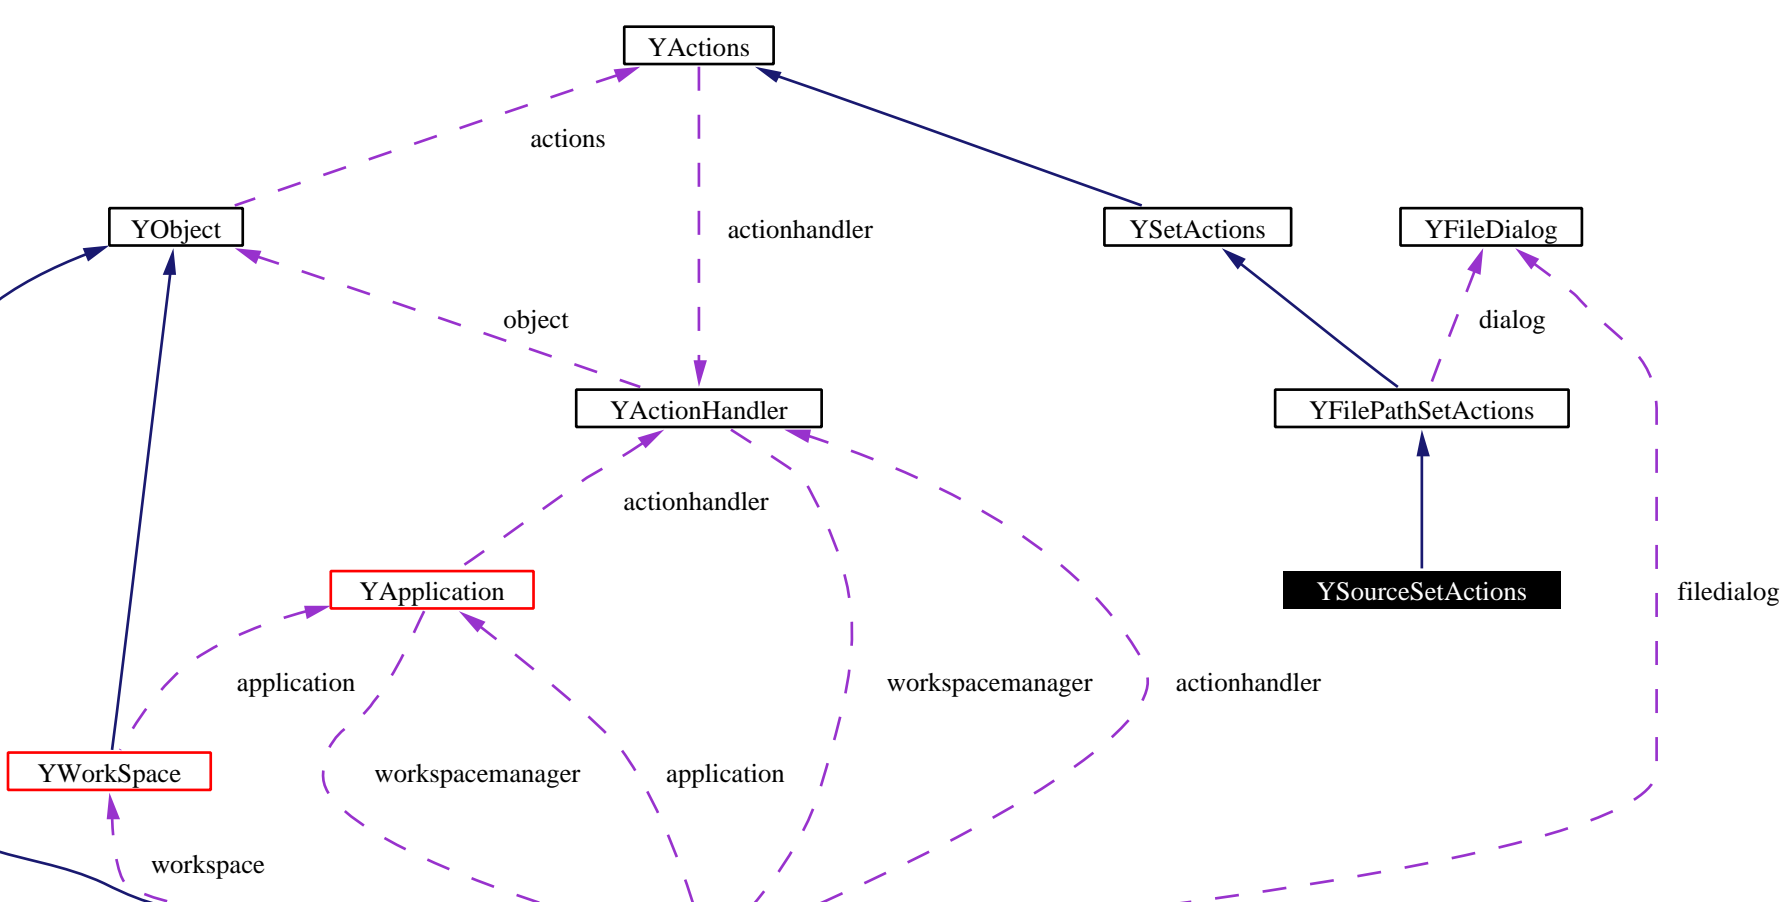 YActions
actions
YObject
actionhandler
YSetActions
YFileDialog
object
dialog
YActionHandler
YFilePathSetActions
actionhandler
YApplication
YSourceSetActions
filedialog
application
workspacemanager
actionhandler
YWorkSpace
workspacemanager
application
workspace